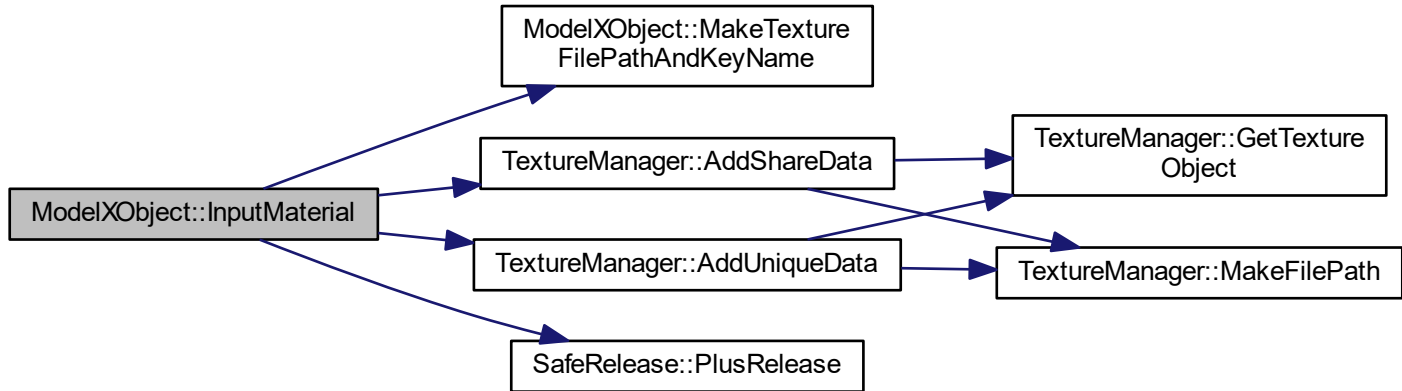 ModelXObject::MakeTexture
FilePathAndKeyName
TextureManager::GetTexture
Object
TextureManager::AddShareData
ModelXObject::InputMaterial
TextureManager::AddUniqueData
TextureManager::MakeFilePath
SafeRelease::PlusRelease